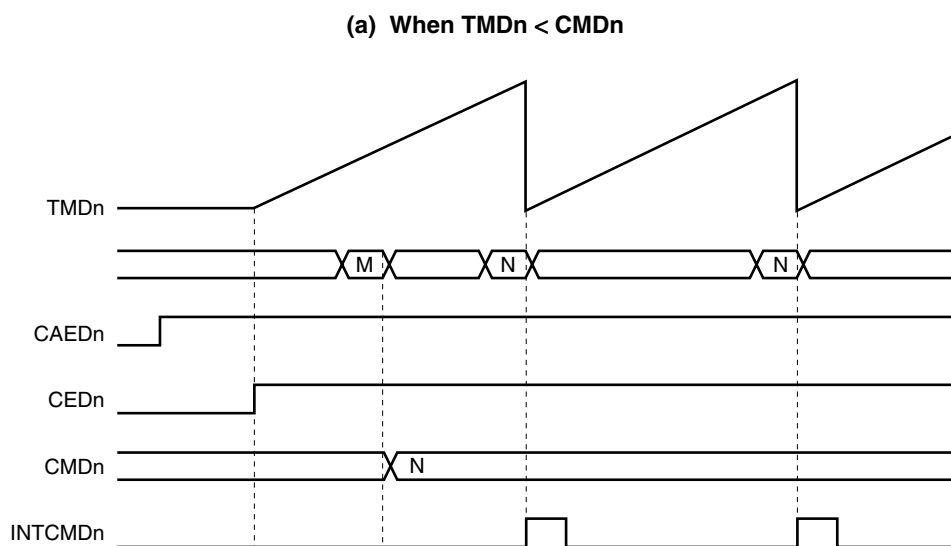 (a) When TMDn < CMDn
TMDn
M N N
CAEDn
CEDn
CMDn N
INTCMDn